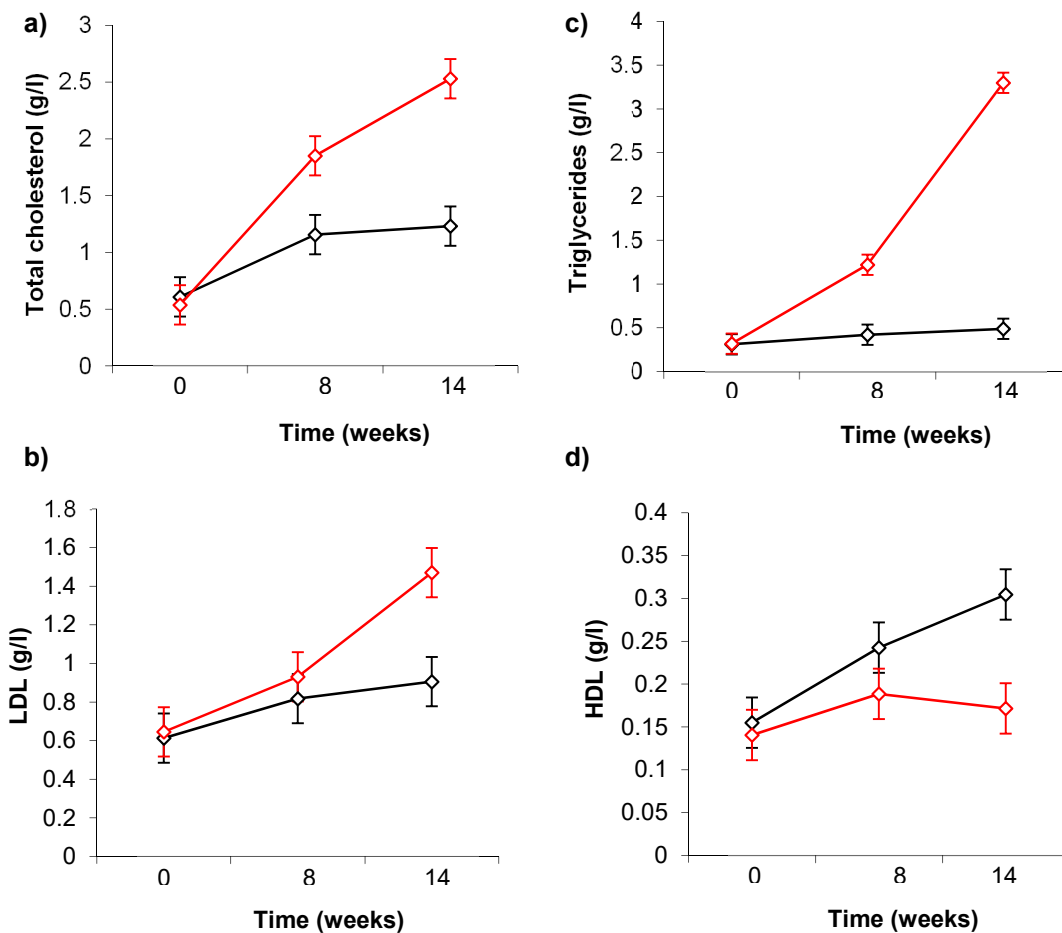 a)
Total cholesterol (g/l)
3
2.5
2
1.5
1
0.5
0
0 8 14
Time (weeks)
c)
Triglycerides (g/l)
4
3.5
3
2.5
2
1.5
1
0.5
0
0 8 14
Time (weeks)
b)
LDL (g/l)
1.8
1.6
1.4
1.2
1
0.8
0.6
0.4
0.2
0
0 8 14
Time (weeks)
d)
HDL (g/l)
0.4
0.35
0.3
0.25
0.2
0.15
0.1
0.05
0
0 8 14
Time (weeks)